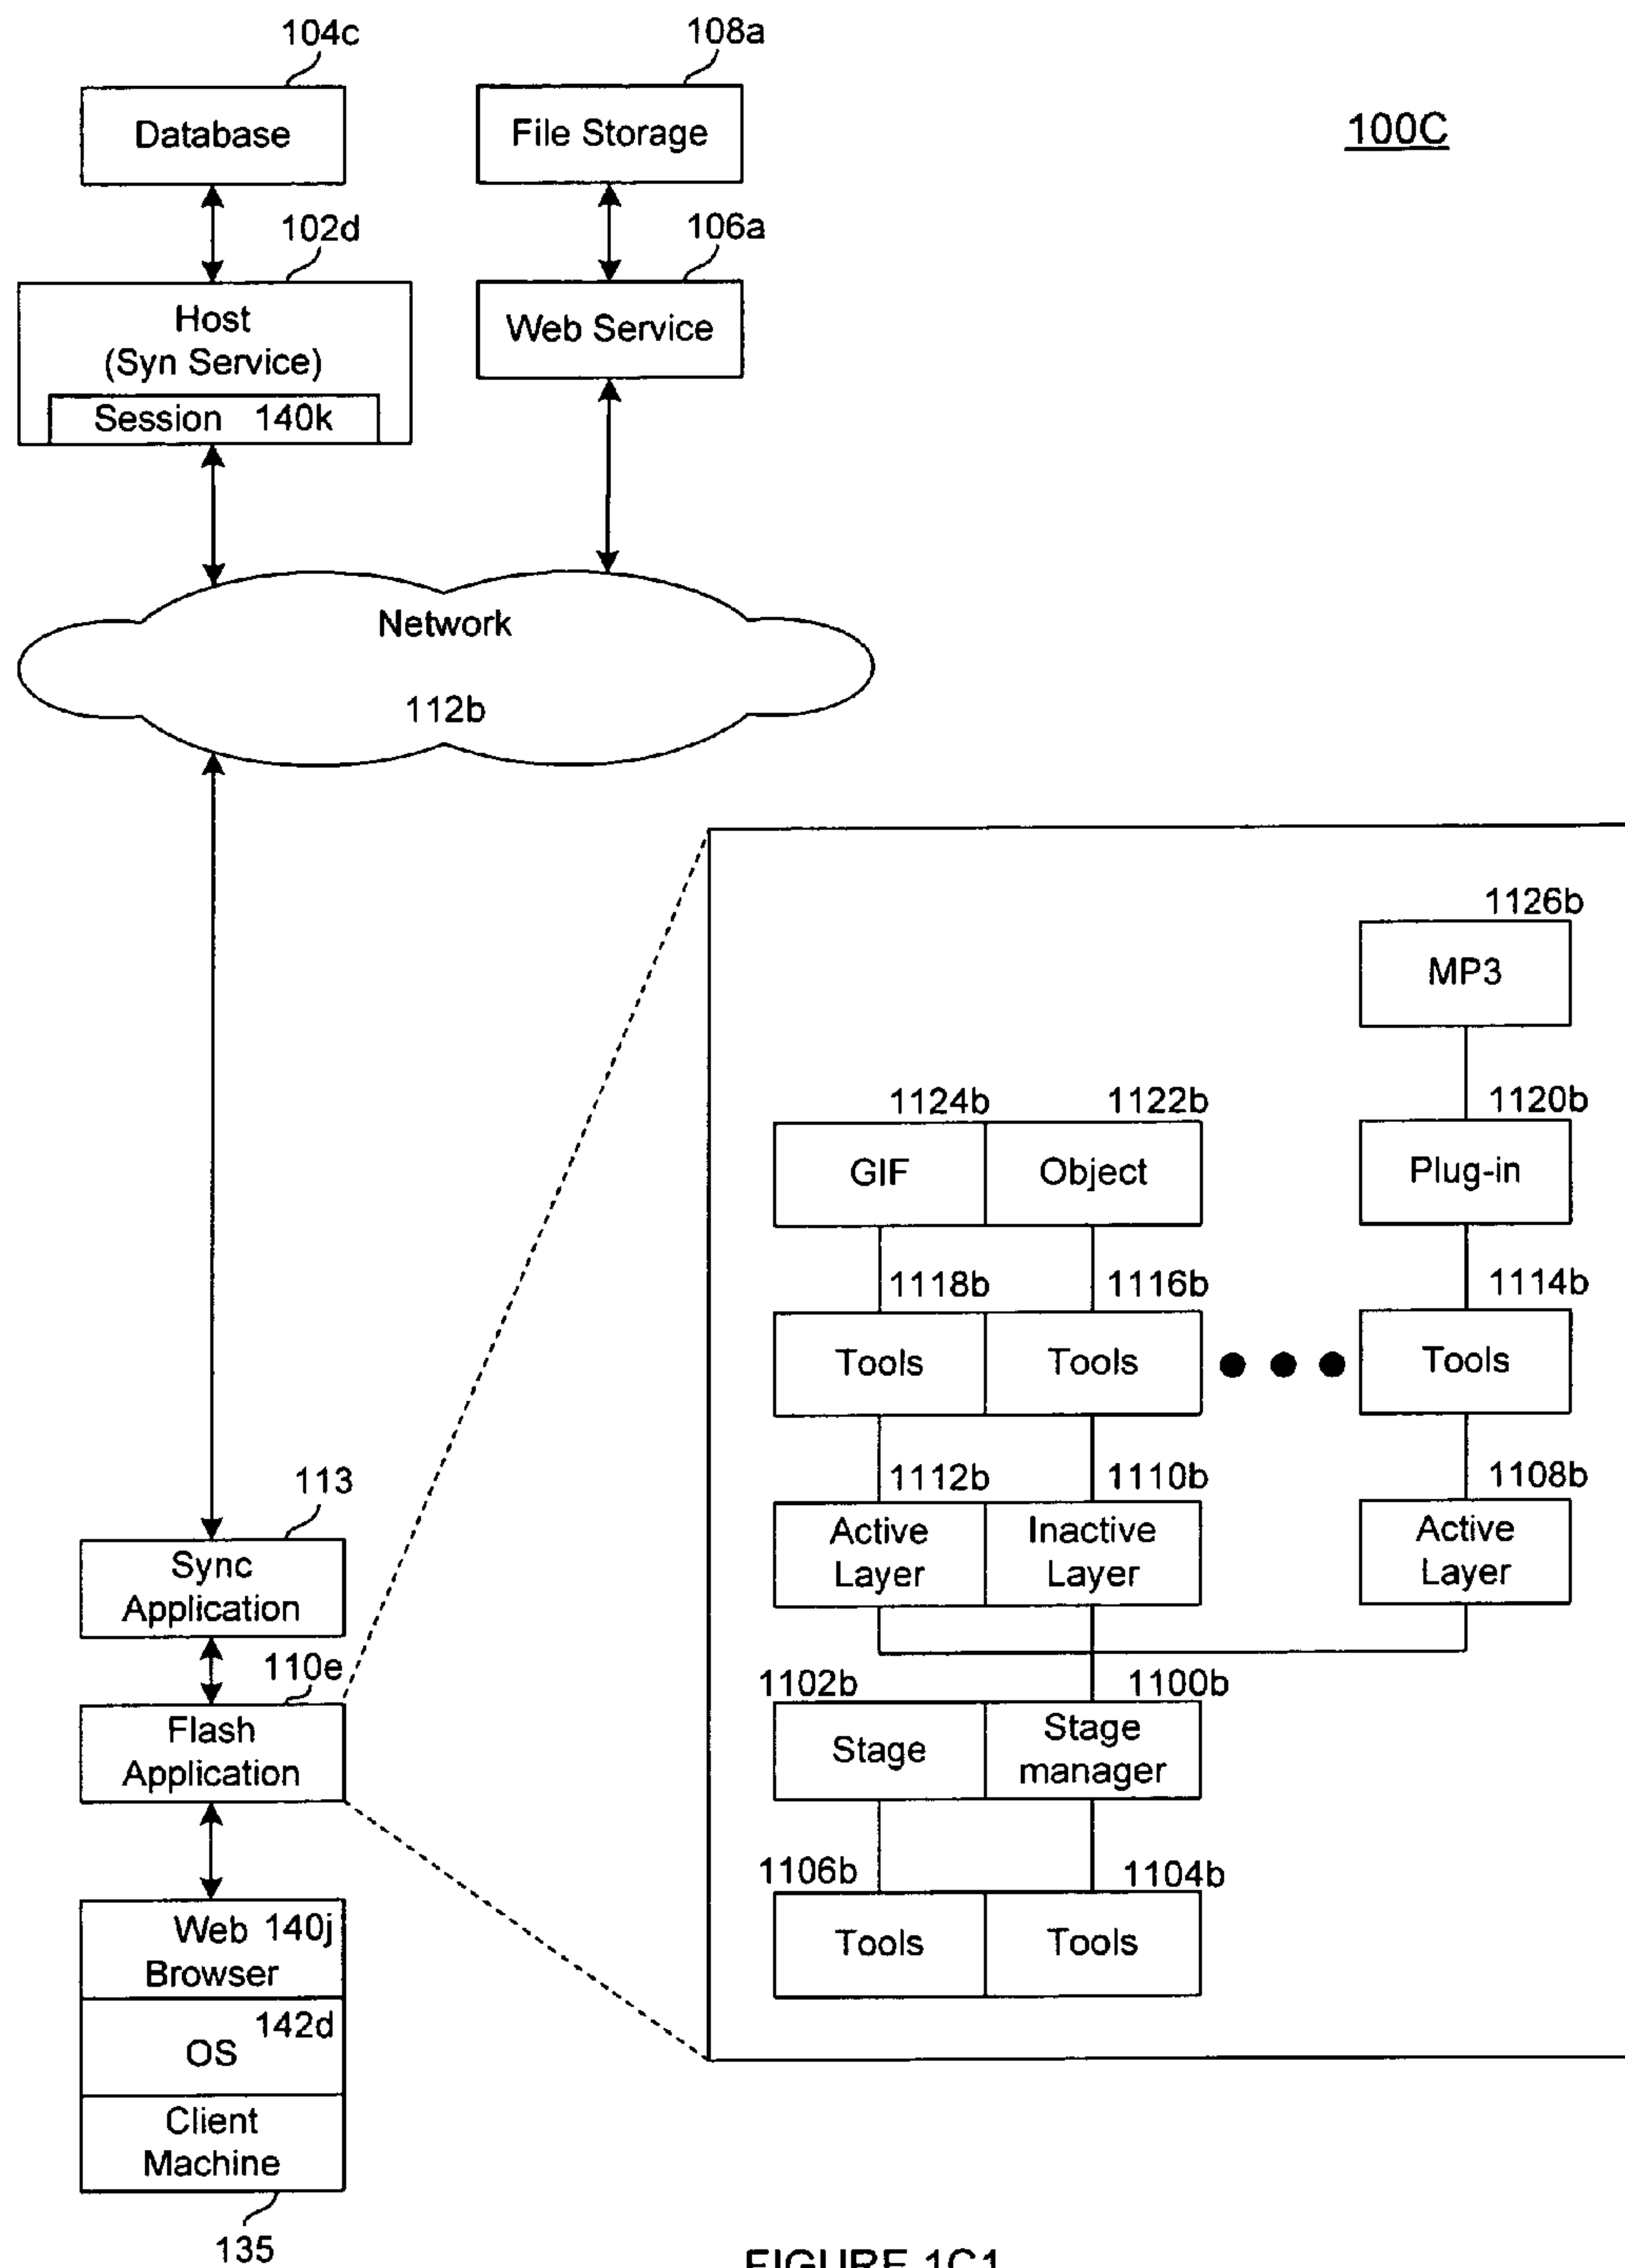 104c
108a
100C
Database
File Storage
102d
106a
Host
(Syn Service)
Session 140k
Web Service
Network
112b
1126b
MP3
1124b
1122b
1120b
GIF
Object
Plug-in
1118b
1116b
1114b
Tools
Tools
Tools
1112b
1110b
1108b
Active
Layer
Inactive
Layer
Active
Layer
113
Sync
Application
110e
Flash
Application
1102b
1100b
Stage
Stage
manager
1106b
1104b
Tools
Tools
Web 140j
Browser
142d
OS
Client
Machine
135
FIGURE 1C1